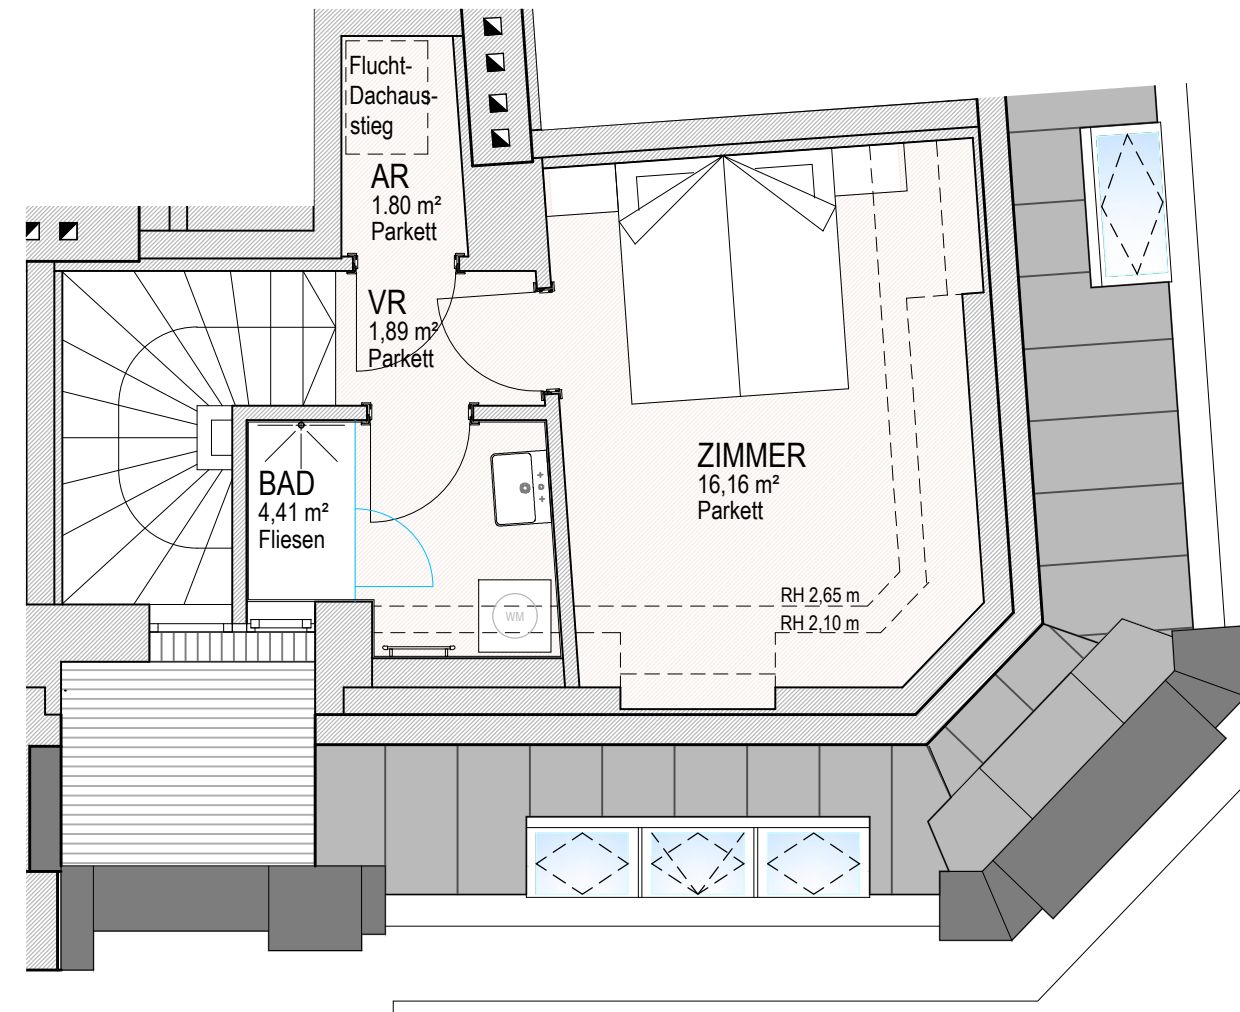 Flucht-
Dachaus-
stieg
AR
1.80 m²
Parkett
VR
1,89 m²
Parkett
ZIMMER
16,16 m²
Parkett
BAD
4,41 m²
Fliesen
RH 2,65 m
WM
RH 2,10 m